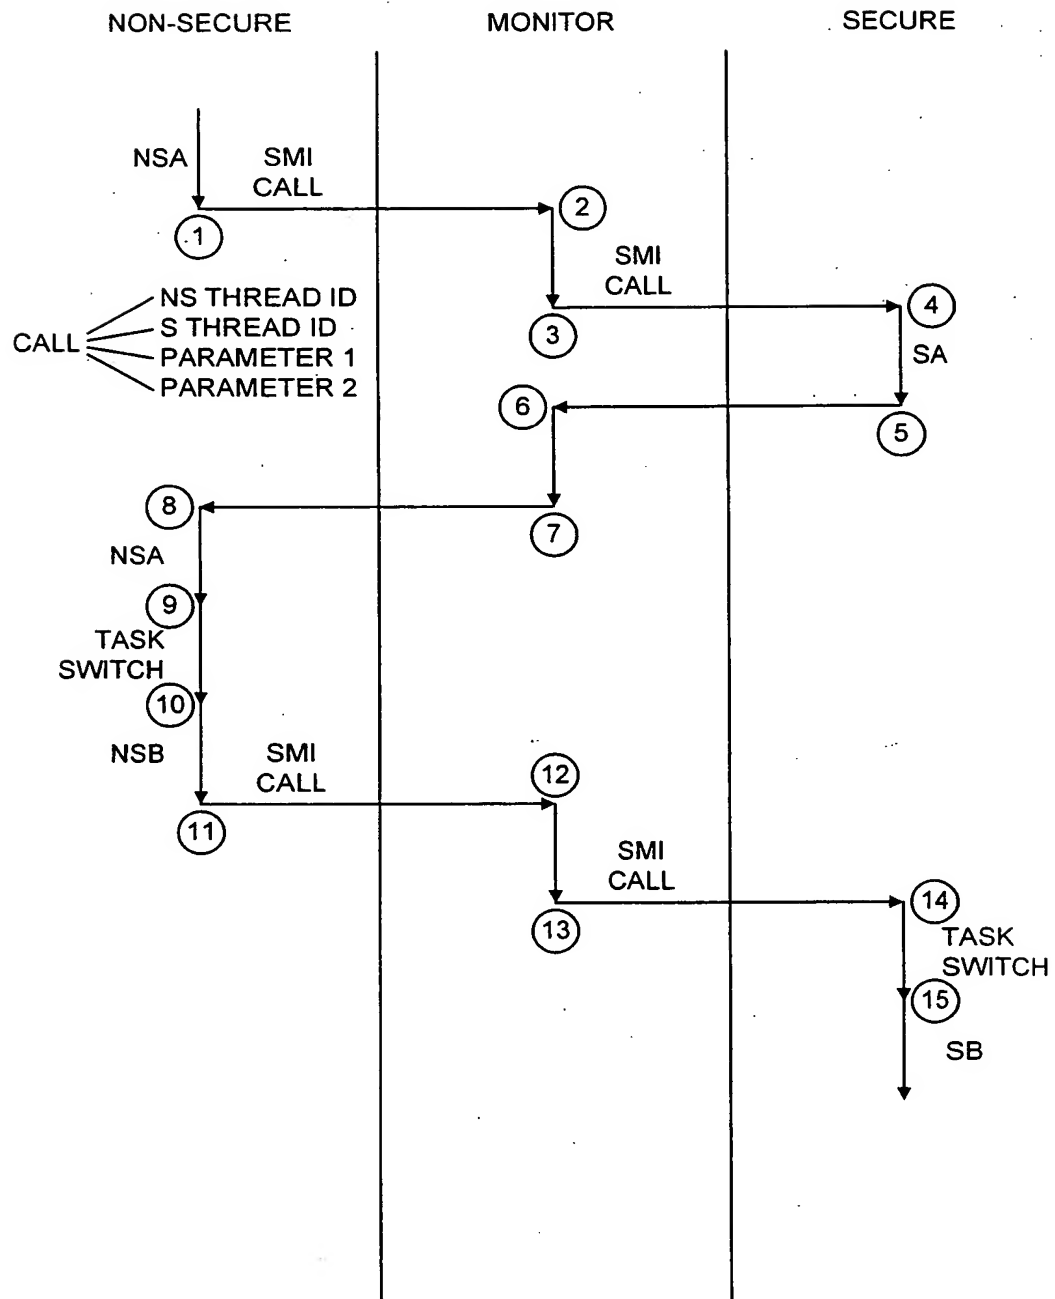 NON-SECURE
MONITOR
SECURE
NSA
SMI
CALL
1
2
SMI
CALL
3
4
SA
CALL
NS THREAD ID
S THREAD ID
PARAMETER 1
PARAMETER 2
5
6
7
8
NSA
9
TASK
SWITCH
10
NSB
SMI
CALL
11
12
SMI
CALL
13
14
TASK
SWITCH
15
SB